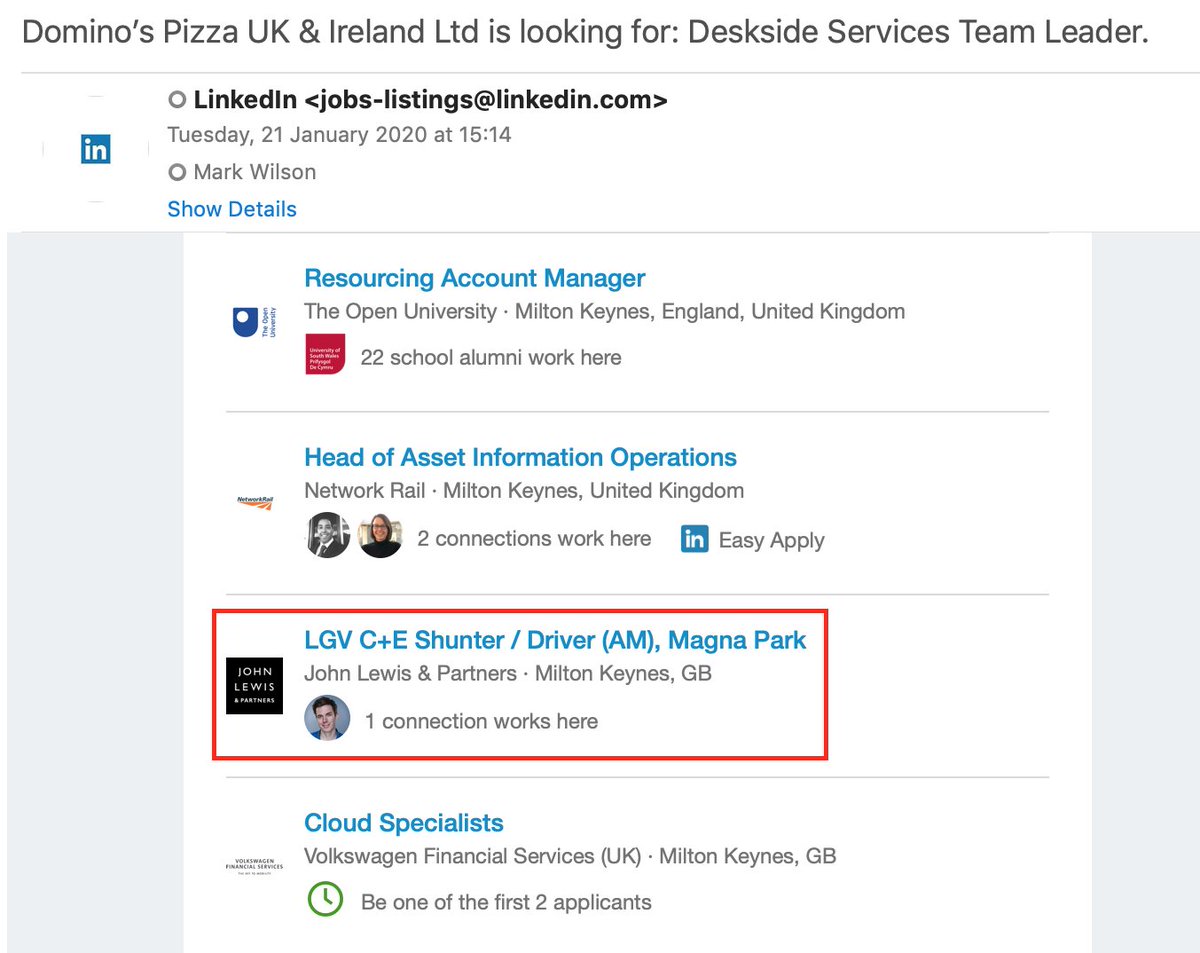 Domino’s Pizza UK & Ireland Ltd is looking for: Deskside Services Team Leader.
LinkedIn <jobs-listings@linkedin.com>
Tuesday, 21 January 2020 at 15:14
in
Mark Wilson
Show Details
Resourcing Account Manager
The Open University · Milton Keynes, England, United Kingdom
The Open
University
University of
South Wales
Prifysgol
De Cymru
22 school alumni work here
Head of Asset Information Operations
Network Rail · Milton Keynes, United Kingdom
NetworkRail
2 connections work here
in Easy Apply
LGV C+E Shunter / Driver (AM), Magna Park
John Lewis & Partners · Milton Keynes, GB
JOHN
LEWIS
& PARTNERS
1 connection works here
Cloud Specialists
Volkswagen Financial Services (UK) · Milton Keynes, GB
VOLKSWAGEN
FINANCIAL SERVICES
Be one of the first 2 applicants